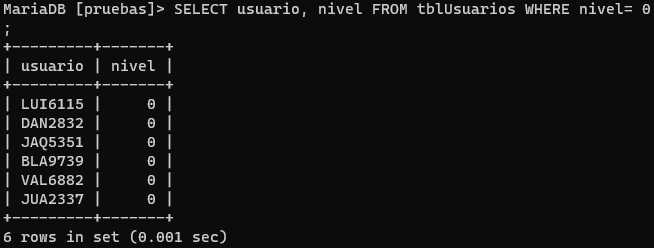 MariaDB [pruebas]> SELECT usuario, nivel FROM tblUsuarios WHERE nivel= 0
;
+---------+-------+
| usuario | nivel |
+---------+-------+
| LUI6115 |     0 |
| DAN2832 |     0 |
| JAQ5351 |     0 |
| BLA9739 |     0 |
| VAL6882 |     0 |
| JUA2337 |     0 |
+---------+-------+
6 rows in set (0.001 sec)